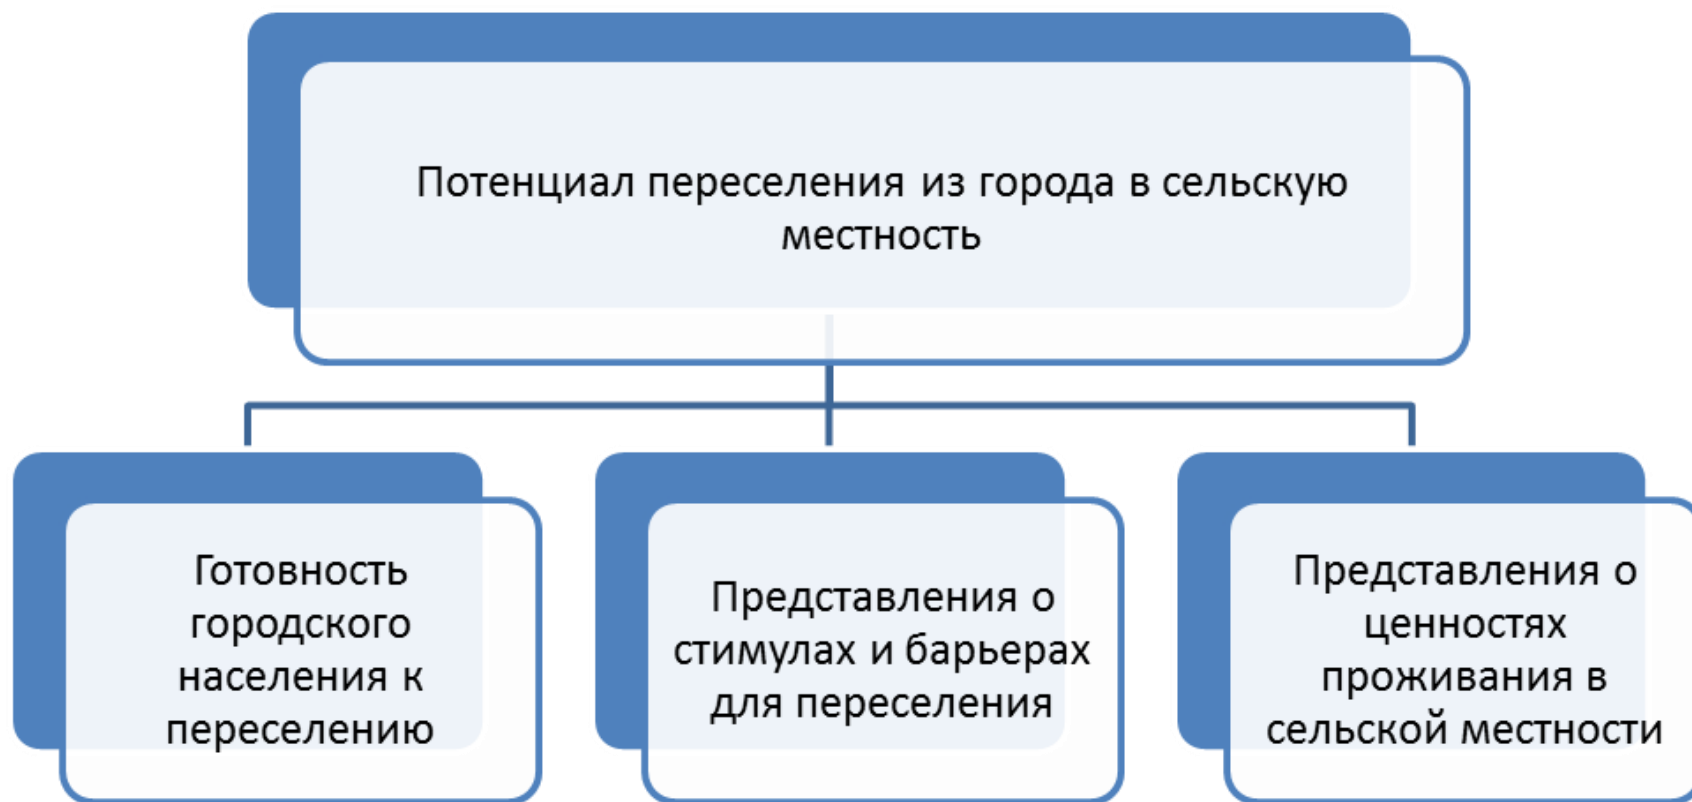 Потенциал переселения из города в сельскую
местность
Готовность
городского
населения к
переселению
Представления о
стимулах и барьерах
для переселения
Представления о
ценностях
проживания в
сельской местности